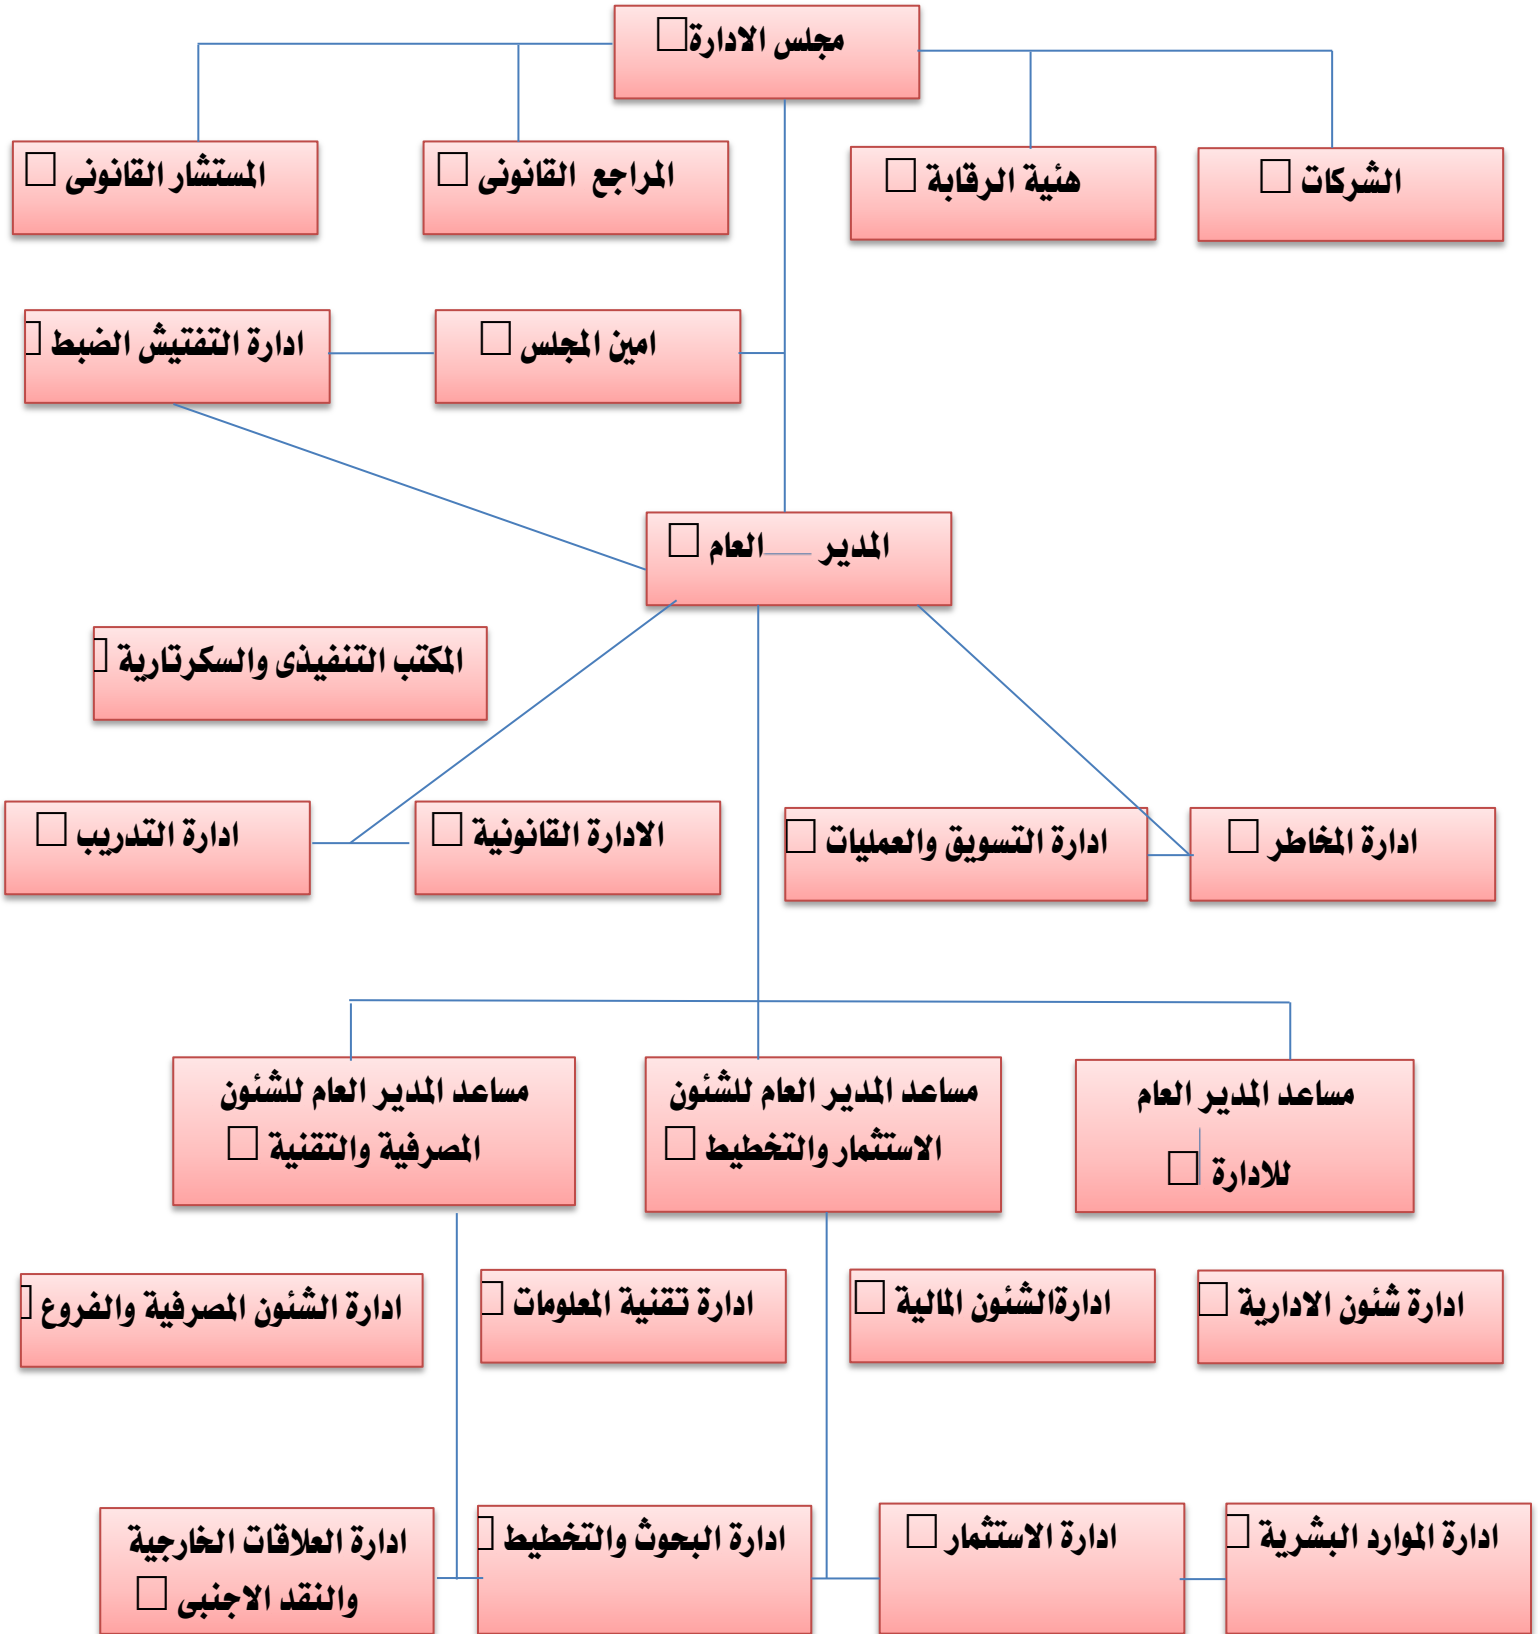 مجلس الادارة
الشركات
هئية الرقابة
المراجع القانونى
المستشار القانونى
امين المجلس
ادارة التفتيش الضبط
المدير العام
المكتب التنفيذى والسكرتارية
ادارة المخاطر
ادارة التسويق والعمليات
الادارة القانونية
ادارة التدريب
مساعد المدير العام
للادارة
مساعد المدير العام للشئون
الاستثمار والتخطيط
مساعد المدير العام للشئون
المصرفية والتقنية
ادارة شئون الادارية
ادارةالشئون المالية
ادارة تقنية المعلومات
ادارة الشئون المصرفية والفروع
ادارة الموارد البشرية
ادارة الاستثمار
ادارة البحوث والتخطيط
ادارة العلاقات الخارجية
والنقد الاجنبى